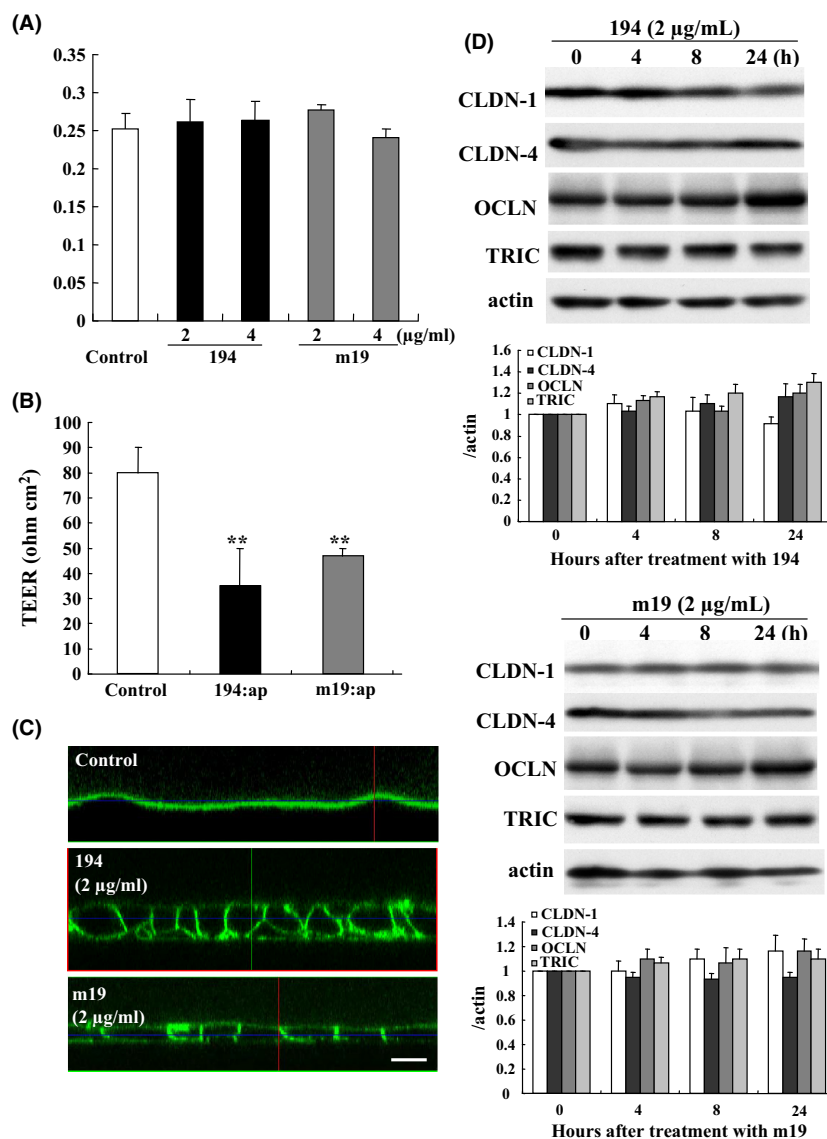 (A)
0.35
0.3
0.25
0.2
0.15
0.1
0.05
0
2 4 2 4 (µg/ml)
Control 194 m19
(B)
TEER (ohm cm2)
100
90
80
70
60
50
40
30
20
10
0
** **
Control 194:ap m19:ap
(C)
Control
194
(2 µg/ml)
m19
(2 µg/ml)
(D)
194 (2 µg/mL)
0 4 8 24 (h)
CLDN-1
CLDN-4
OCLN
TRIC
actin
/actin
1.6
1.4
1.2
1
0.8
0.6
0.4
0.2
0
CLDN-1
CLDN-4
OCLN
TRIC
0 4 8 24
Hours after treatment with 194
m19 (2 µg/mL)
0 4 8 24 (h)
CLDN-1
CLDN-4
OCLN
TRIC
actin
/actin
1.4
1.2
1
0.8
0.6
0.4
0.2
0
CLDN-1
CLDN-4
OCLN
TRIC
0 4 8 24
Hours after treatment with m19